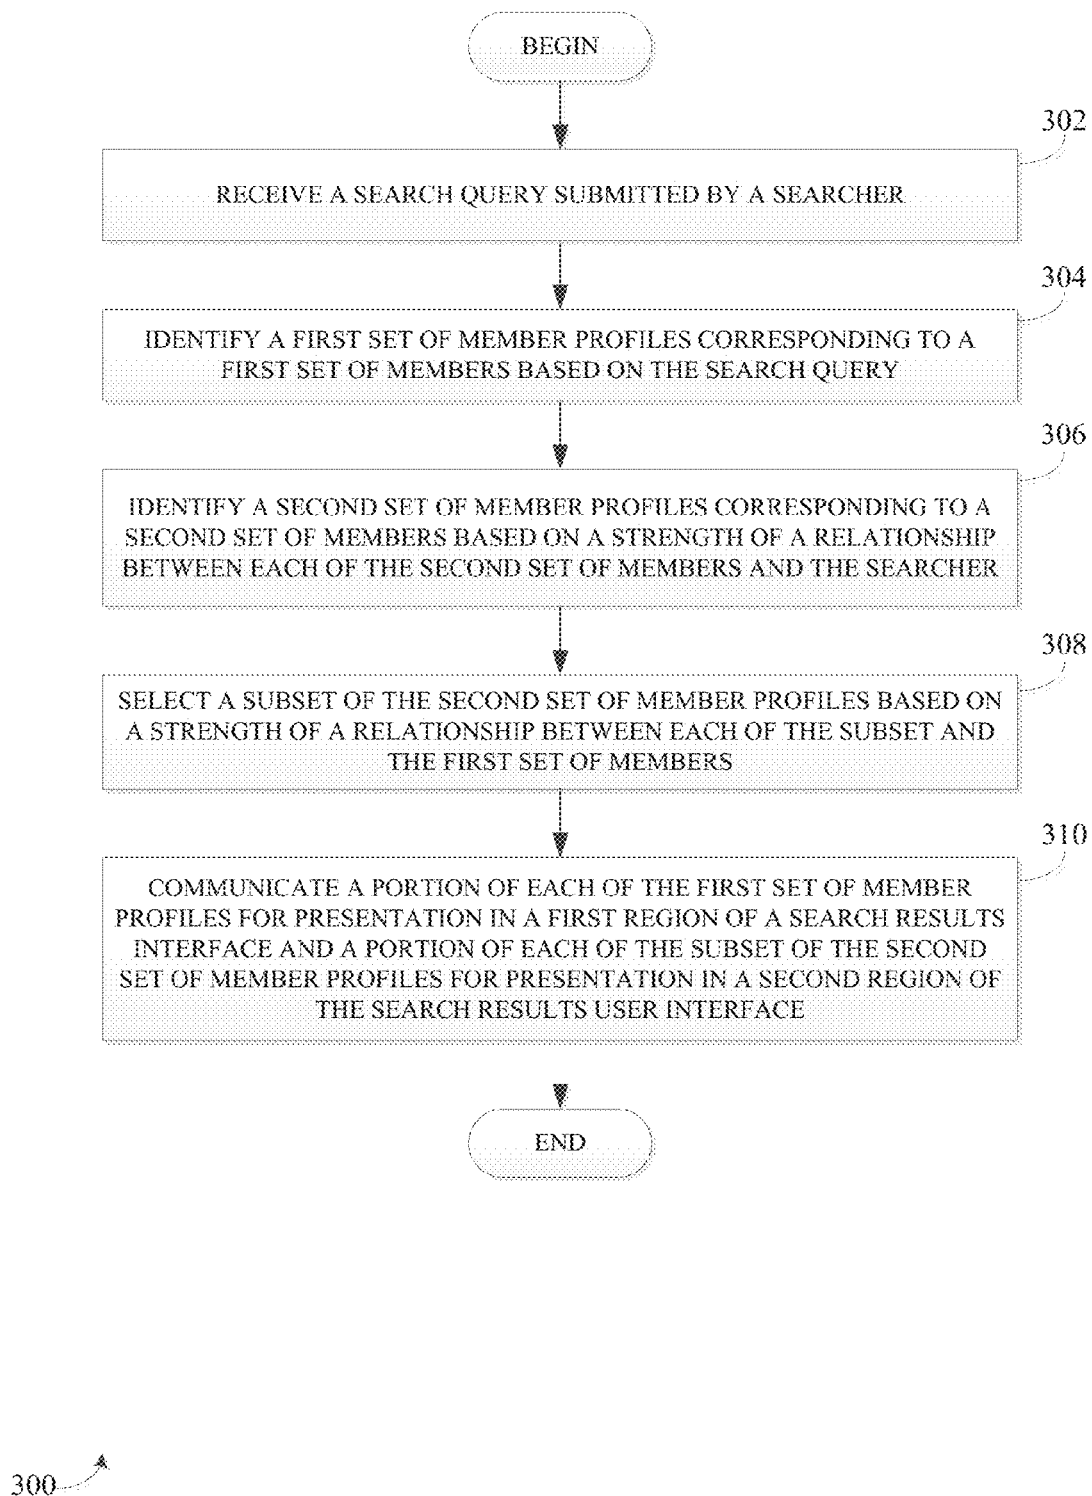 BEGIN
302
RECEIVE A SEARCH QUERY SUBMITTED BY A SEARCHER
304
IDENTIFY A FIRST SET OF MEMBER PROFILES CORRESPONDING TO A
FIRST SET OF MEMBERS BASED ON THE SEARCH QUERY
306
IDENTIFY A SECOND SET OF MEMBER PROFILES CORRESPONDING TO A
SECOND SET OF MEMBERS BASED ON A STRENGTH OF A RELATIONSHIP
BETWEEN EACH OF THE SECOND SET OF MEMBERS AND THE SEARCHER
308
SELECT A SUBSET OF THE SECOND SET OF MEMBER PROFILES BASED ON
A STRENGTH OF A RELATIONSHIP BETWEEN EACH OF THE SUBSET AND
THE FIRST SET OF MEMBERS
310
COMMUNICATE A PORTION OF EACH OF THE FIRST SET OF MEMBER
PROFILES FOR PRESENTATION IN A FIRST REGION OF A SEARCH RESULTS
INTERFACE AND A PORTION OF EACH OF THE SUBSET OF THE SECOND
SET OF MEMBER PROFILES FOR PRESENTATION IN A SECOND REGION OF
THE SEARCH RESULTS USER INTERFACE
END
300